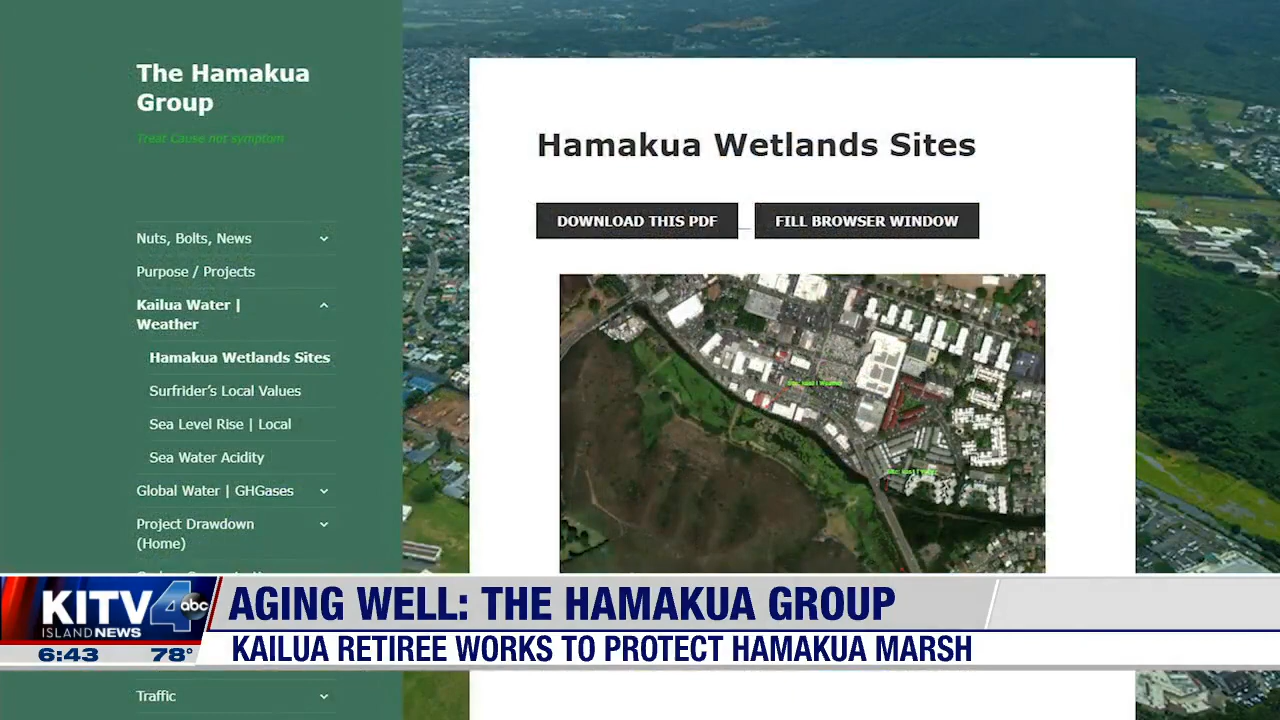 The Hamakua
Group
Treat Cause not symptom
Nuts, Bolts, News
Purpose / Projects
Kailua Water |
Weather
Hamakua Wetlands Sites
Surfrider's Local Values
Sea Level Rise | Local
Sea Water Acidity
Global Water | GHGases
Project Drawdown
(Home)
Traffic
Hamakua Wetlands Sites
DOWNLOAD THIS PDF
FILL BROWSER WINDOW
KITV 4 abc
ISLAND NEWS
6:43 78°
AGING WELL: THE HAMAKUA GROUP
KAILUA RETIREE WORKS TO PROTECT HAMAKUA MARSH